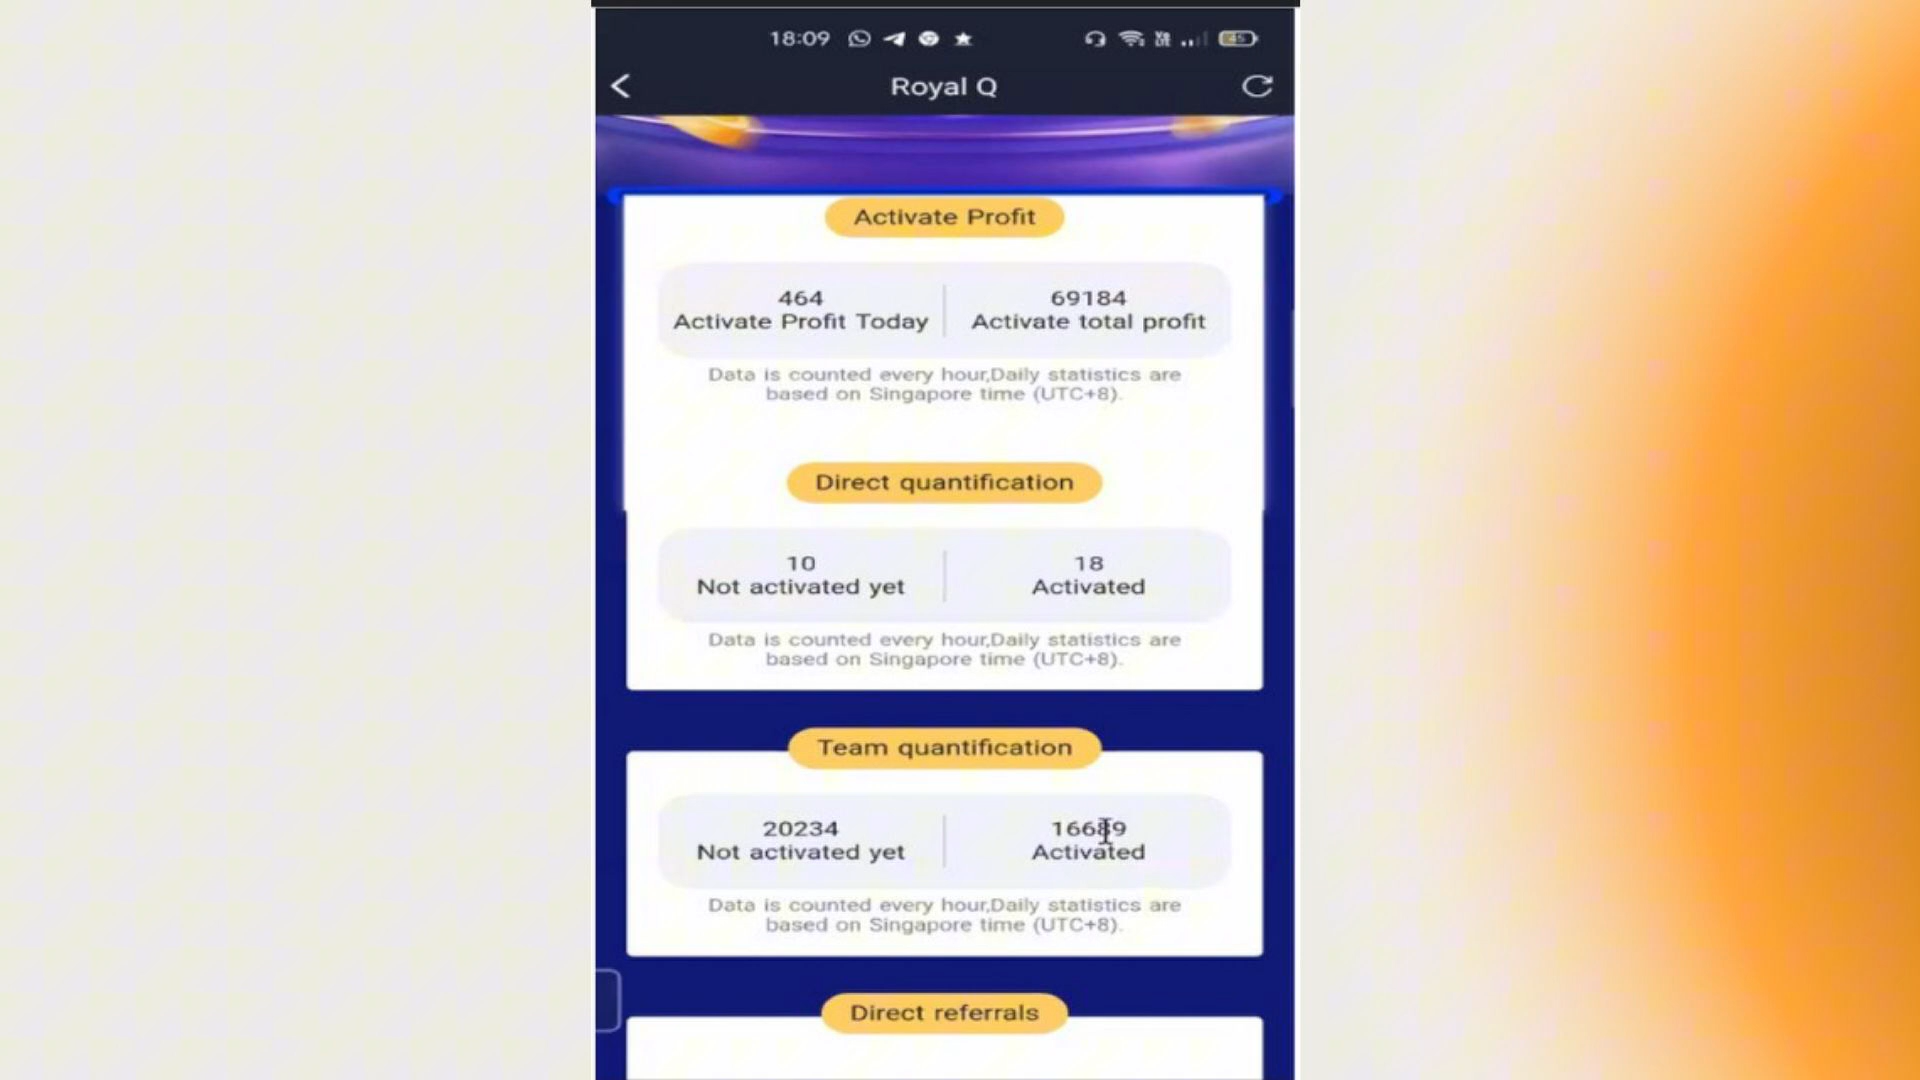 18:09
45
Royal Q
Activate Profit
464
Activate Profit Today
69184
Activate total profit
Data is counted every hour,Daily statistics are
based on Singapore time (UTC+8).
Direct quantification
10
Not activated yet
18
Activated
Data is counted every hour,Daily statistics are
based on Singapore time (UTC+8).
Team quantification
20234
Not activated yet
16689
Activated
Data is counted every hour,Daily statistics are
based on Singapore time (UTC+8).
Direct referrals